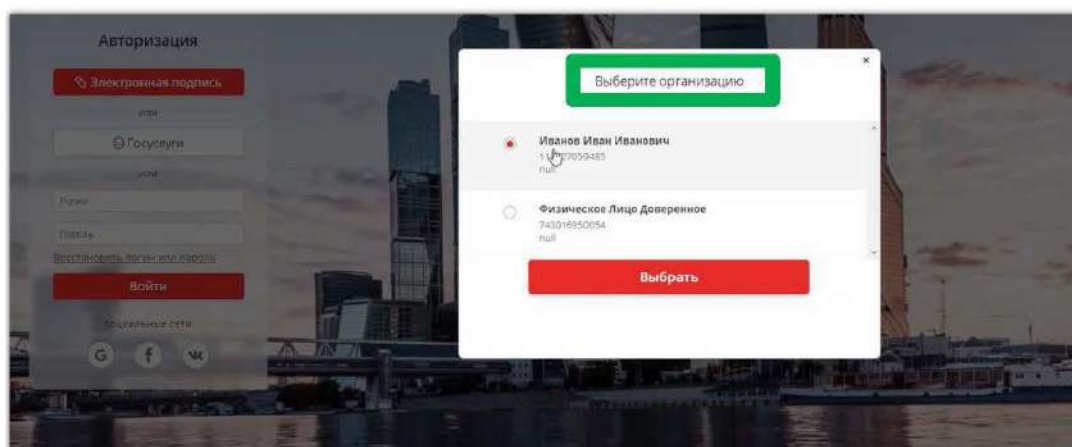 Авторизация
Электронная подпись
или
Госуслуги
или
Логин
Пароль
Восстановить логин или пароль
Войти
Социальные сети
G f
Выберите организацию
×
Иванов Иван Иванович
null
Физическое Лицо Доверенное
743016950054
null
Выбрать